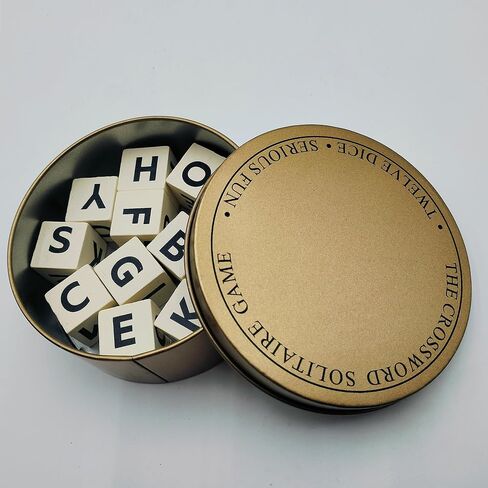 H
O
Y
F
S
B
G
C
E
K
SERIOUS FUN • TWELVE DICE •
THE CROSSWORD SOLITAIRE GAME